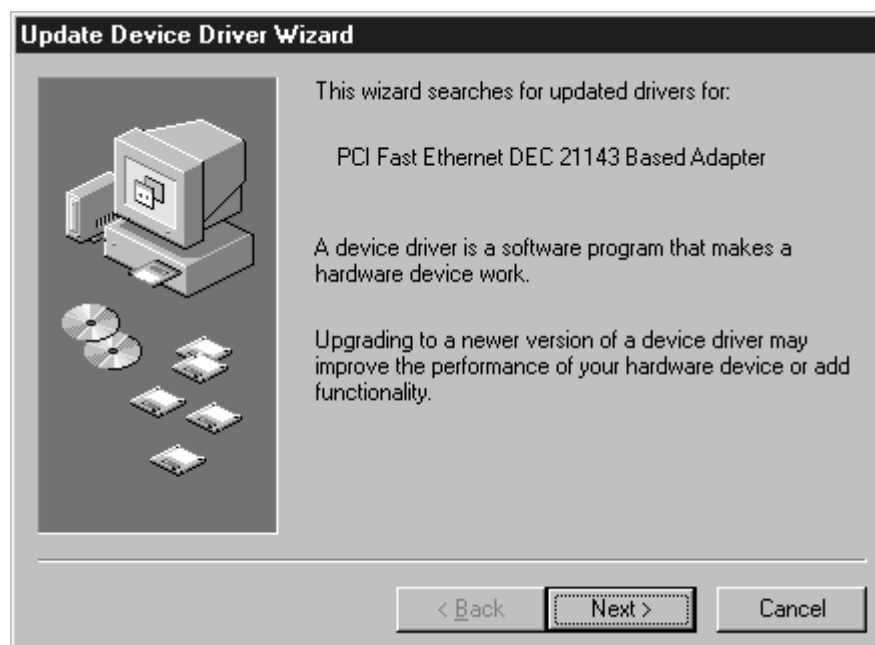 Update Device Driver Wizard
This wizard searches for updated drivers for:
PCI Fast Ethernet DEC 21143 Based Adapter
A device driver is a software program that makes a
hardware device work.
Upgrading to a newer version of a device driver may
improve the performance of your hardware device or add
functionality.
< Back Next > Cancel